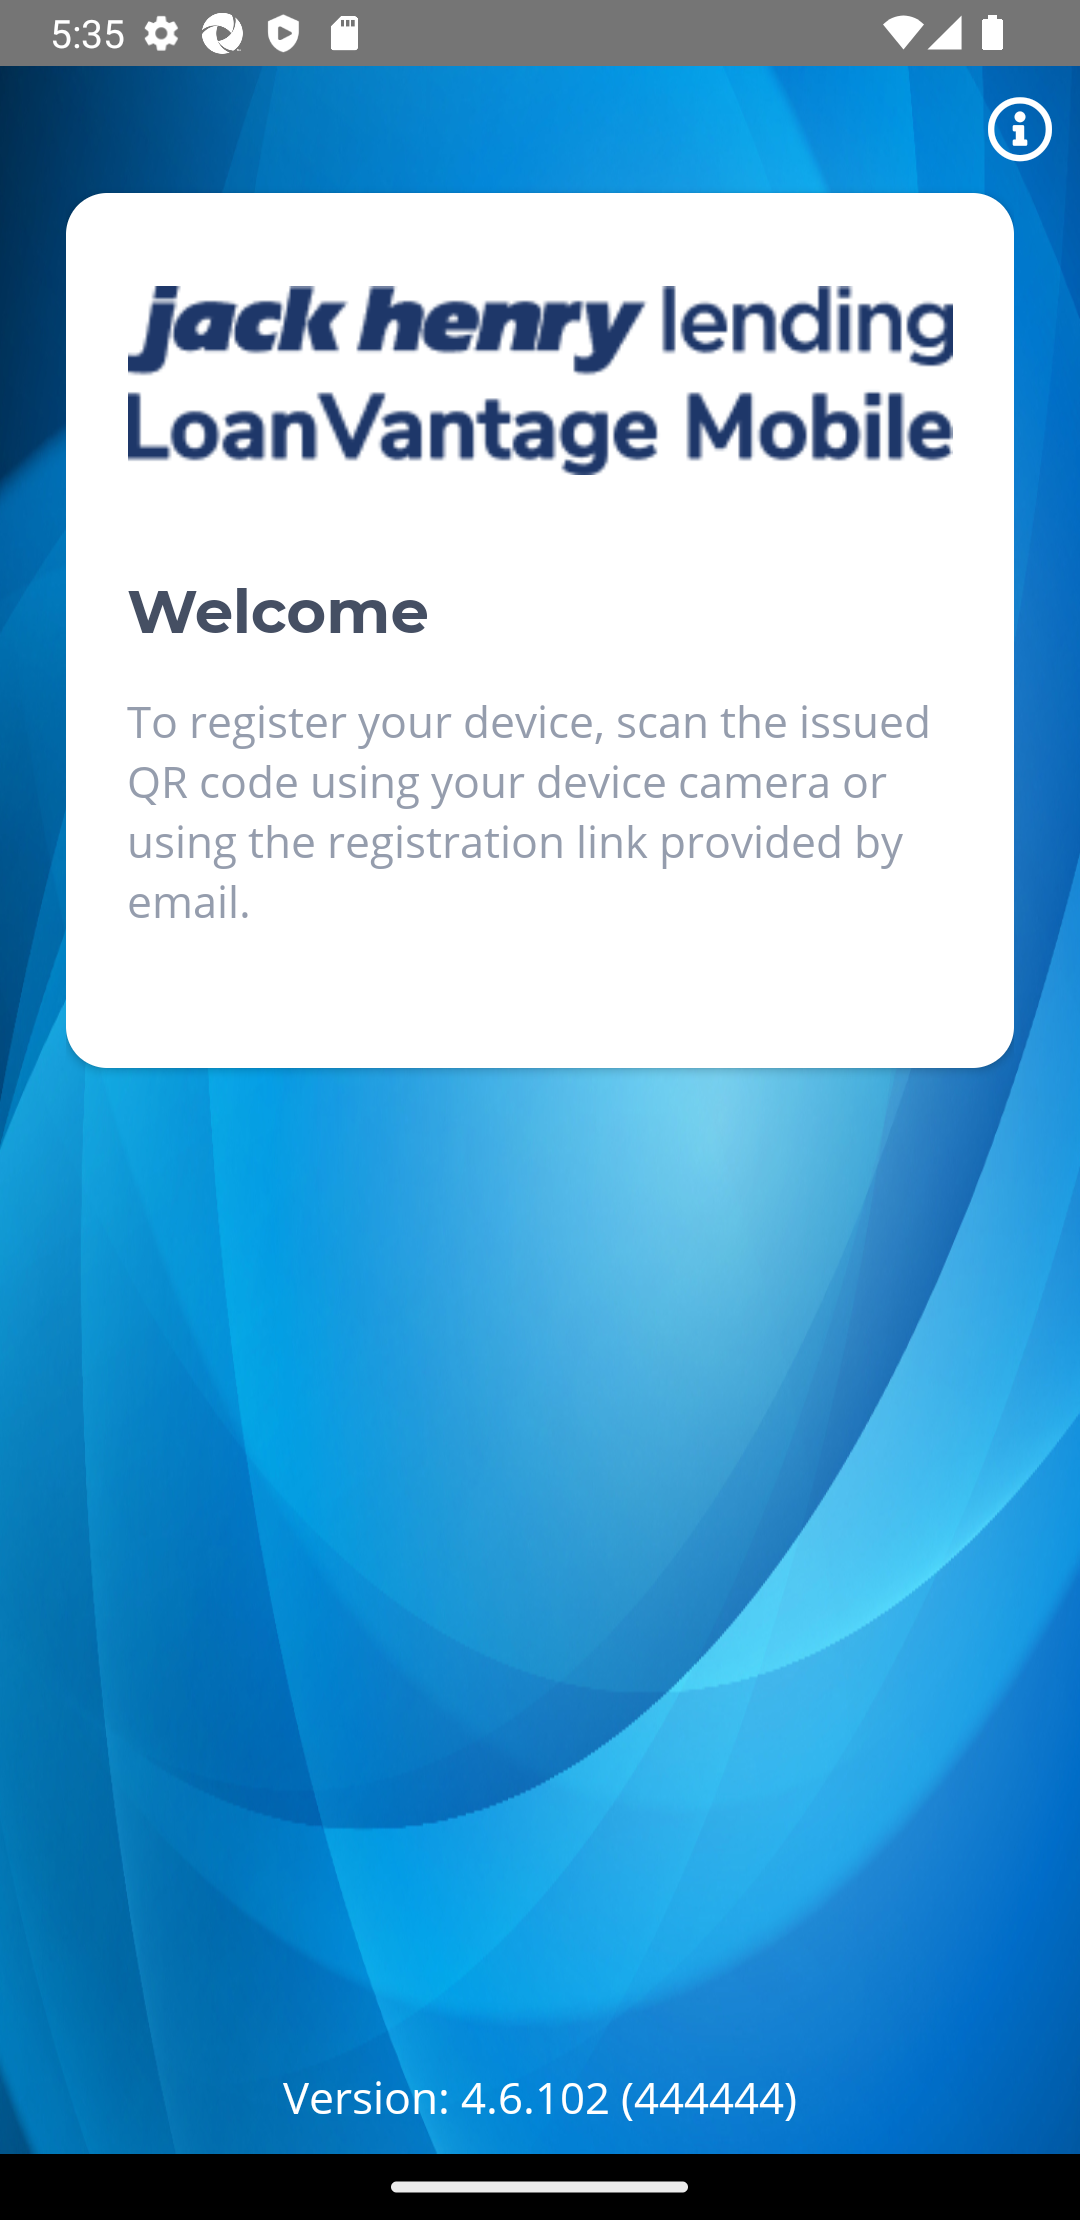 5:35
jack henry lending
LoanVantage Mobile
Welcome
To register your device, scan the issued
QR code using your device camera or
using the registration link provided by
email.
Version: 4.6.102 (444444)